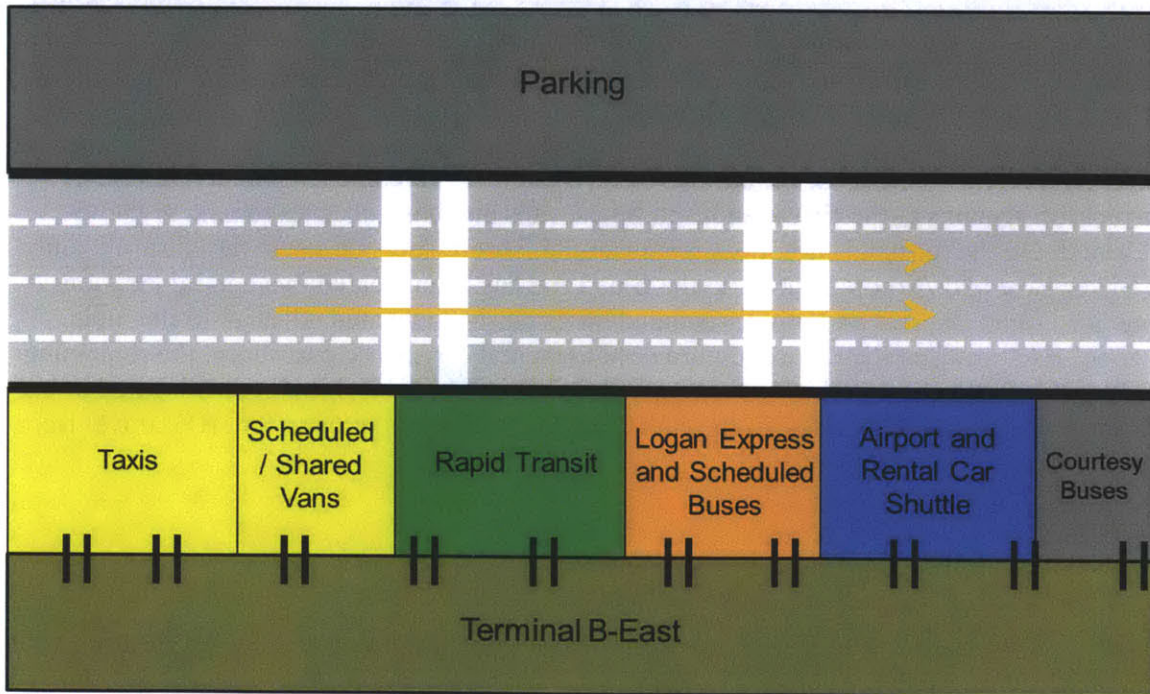 Parking
Taxis
Scheduled
/ Shared
Vans
Rapid Transit
Logan Express
and Scheduled
Buses
Airport and
Rental Car
Shuttle
Courtesy
Buses
Terminal B-East